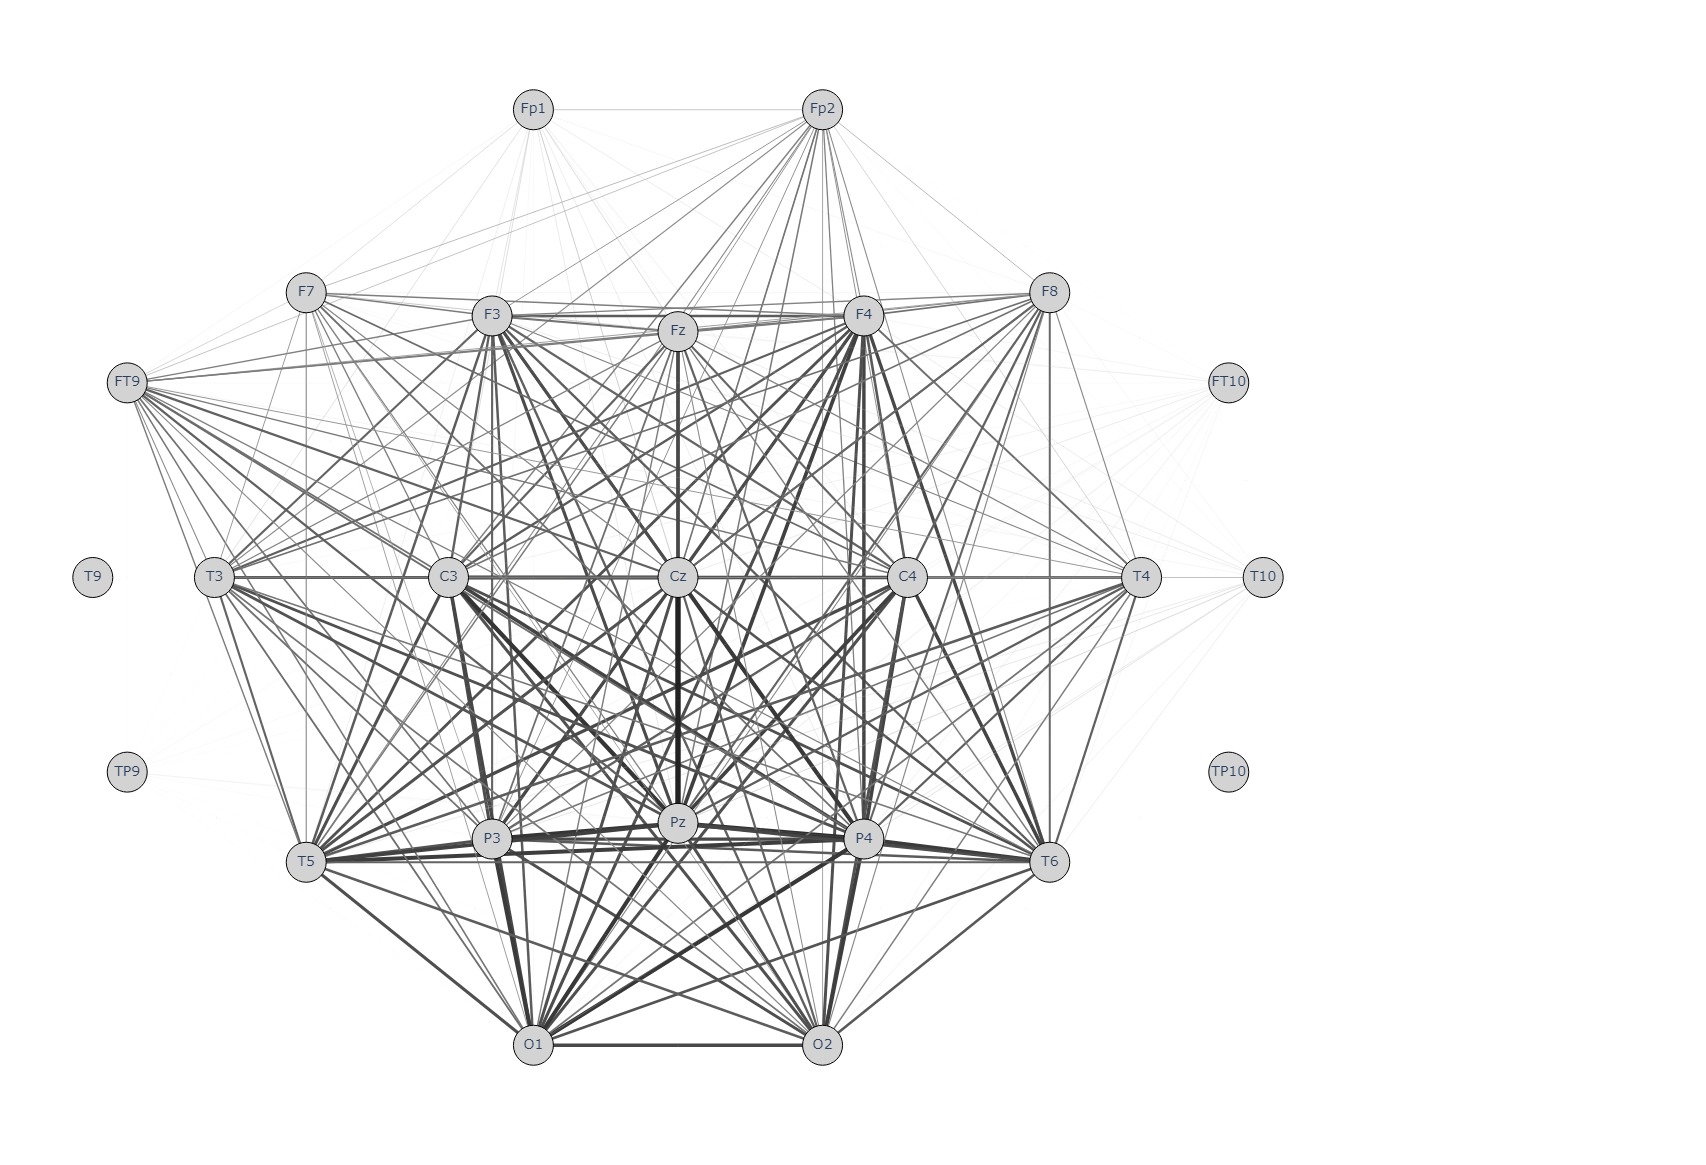 Fp1 Fp2
F7 F3 Fz F4 F8
FT9 FT10
T9 T3 C3 Cz C4 T4 T10
TP9 TP10
T5 P3 Pz P4 T6
O1 O2